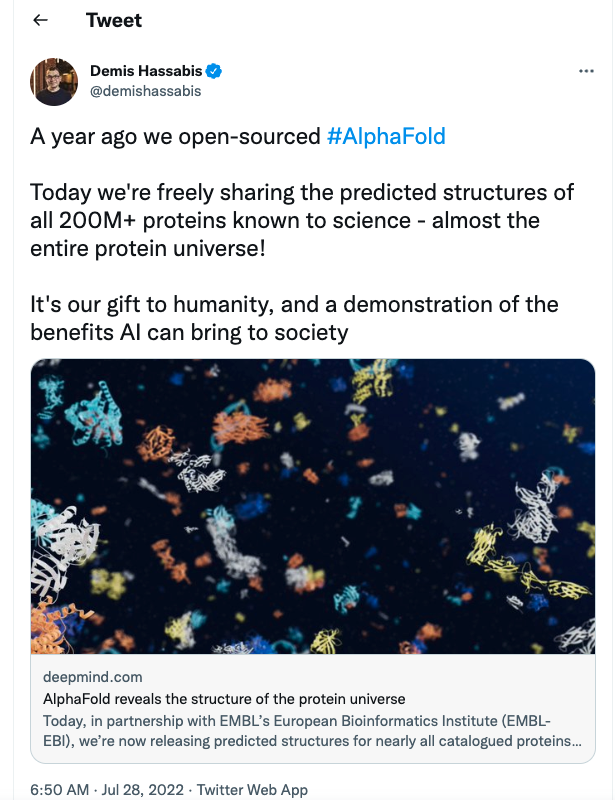 Tweet
Demis Hassabis
@demishassabis
A year ago we open-sourced #AlphaFold
Today we're freely sharing the predicted structures of
all 200M+ proteins known to science - almost the
entire protein universe!
It's our gift to humanity, and a demonstration of the
benefits AI can bring to society
deepmind.com
AlphaFold reveals the structure of the protein universe
Today, in partnership with EMBL’s European Bioinformatics Institute (EMBL-
EBI), we’re now releasing predicted structures for nearly all catalogued proteins...
6:50 AM · Jul 28, 2022 · Twitter Web App